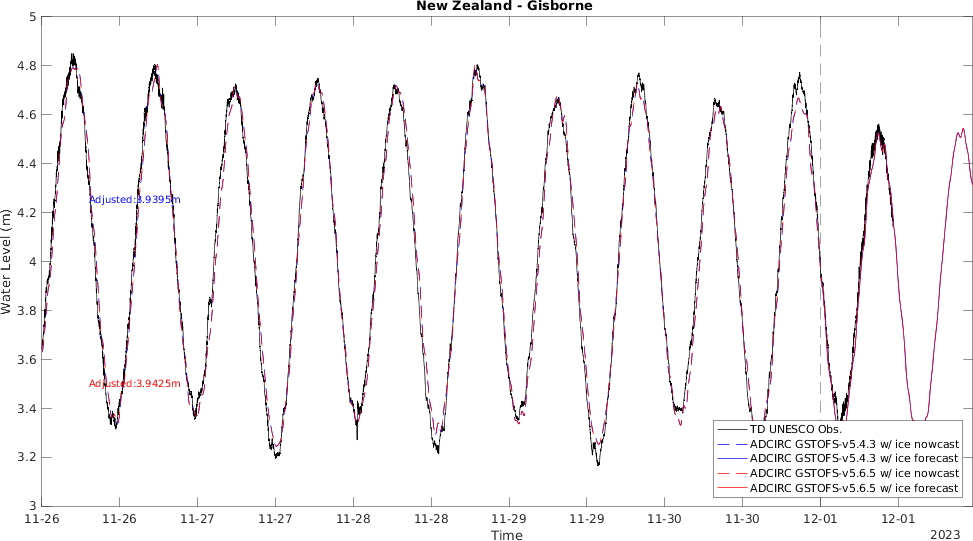 New Zealand - Gisborne
5
4.8
4.6
4.4
4.2
4
3.8
3.6
3.4
3.2
3
Water Level (m)
Adjusted:3.9395m
Adjusted:3.9425m
TD UNESCO Obs.
ADCIRC GSTOFS-v5.4.3 w/ ice nowcast
ADCIRC GSTOFS-v5.4.3 w/ ice forecast
ADCIRC GSTOFS-v5.6.5 w/ ice nowcast
ADCIRC GSTOFS-v5.6.5 w/ ice forecast
11-26 11-26 11-27 11-27 11-28 11-28 11-29 11-29 11-30 11-30 12-01 12-01
Time
2023